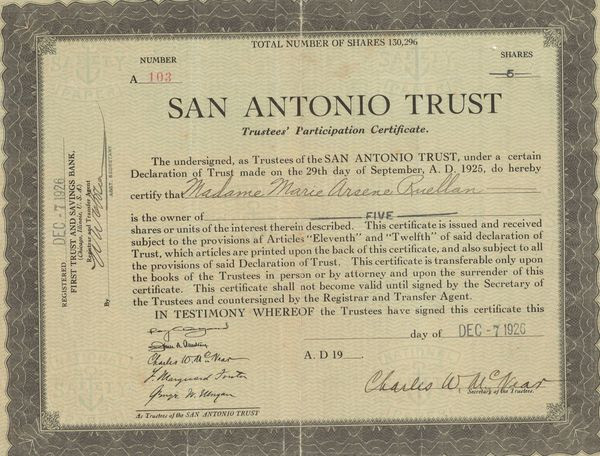 TOTAL NUMBER OF SHARES 130,296
NUMBER
A 103
SHARES
5
SAN ANTONIO TRUST
Trustees' Participation Certificate.
The undersigned, as Trustees of the SAN ANTONIO TRUST, under a certain
Declaration of Trust made on the 29th day of September, A. D. 1925, do hereby
certify that Madame Marie Arsene Ruellan
is the owner of FIVE
shares or units of the interest therein described. This certificate is issued and received
subject to the provisions af Articles "Eleventh" and "Twelfth" of said declaration of
Trust, which articles are printed upon the back of this certificate, and also subject to all
the provisions of said Declaration of Trust. This certificate is transferable only upon
the books of the Trustees in person or by attorney and upon the surrender of this
certificate. This certificate shall not become valid until signed by the Secretary of
the Trustees and countersigned by the Registrar and Transfer Agent.
IN TESTIMONY WHEREOF the Trustees have signed this certificate this
day of DEC -7 1926
A. D 19
Charles W. McNear
Charles W. McNear
Secretary of the Trustees.
As Trustees of the SAN ANTONIO TRUST
REGISTERED DEC -7 1926
FIRST TRUST AND SAVINGS BANK,
(Chicago, Illinois, U. S. A.)
Registrar and Transfer Agent
By
ASST. SECRETARY